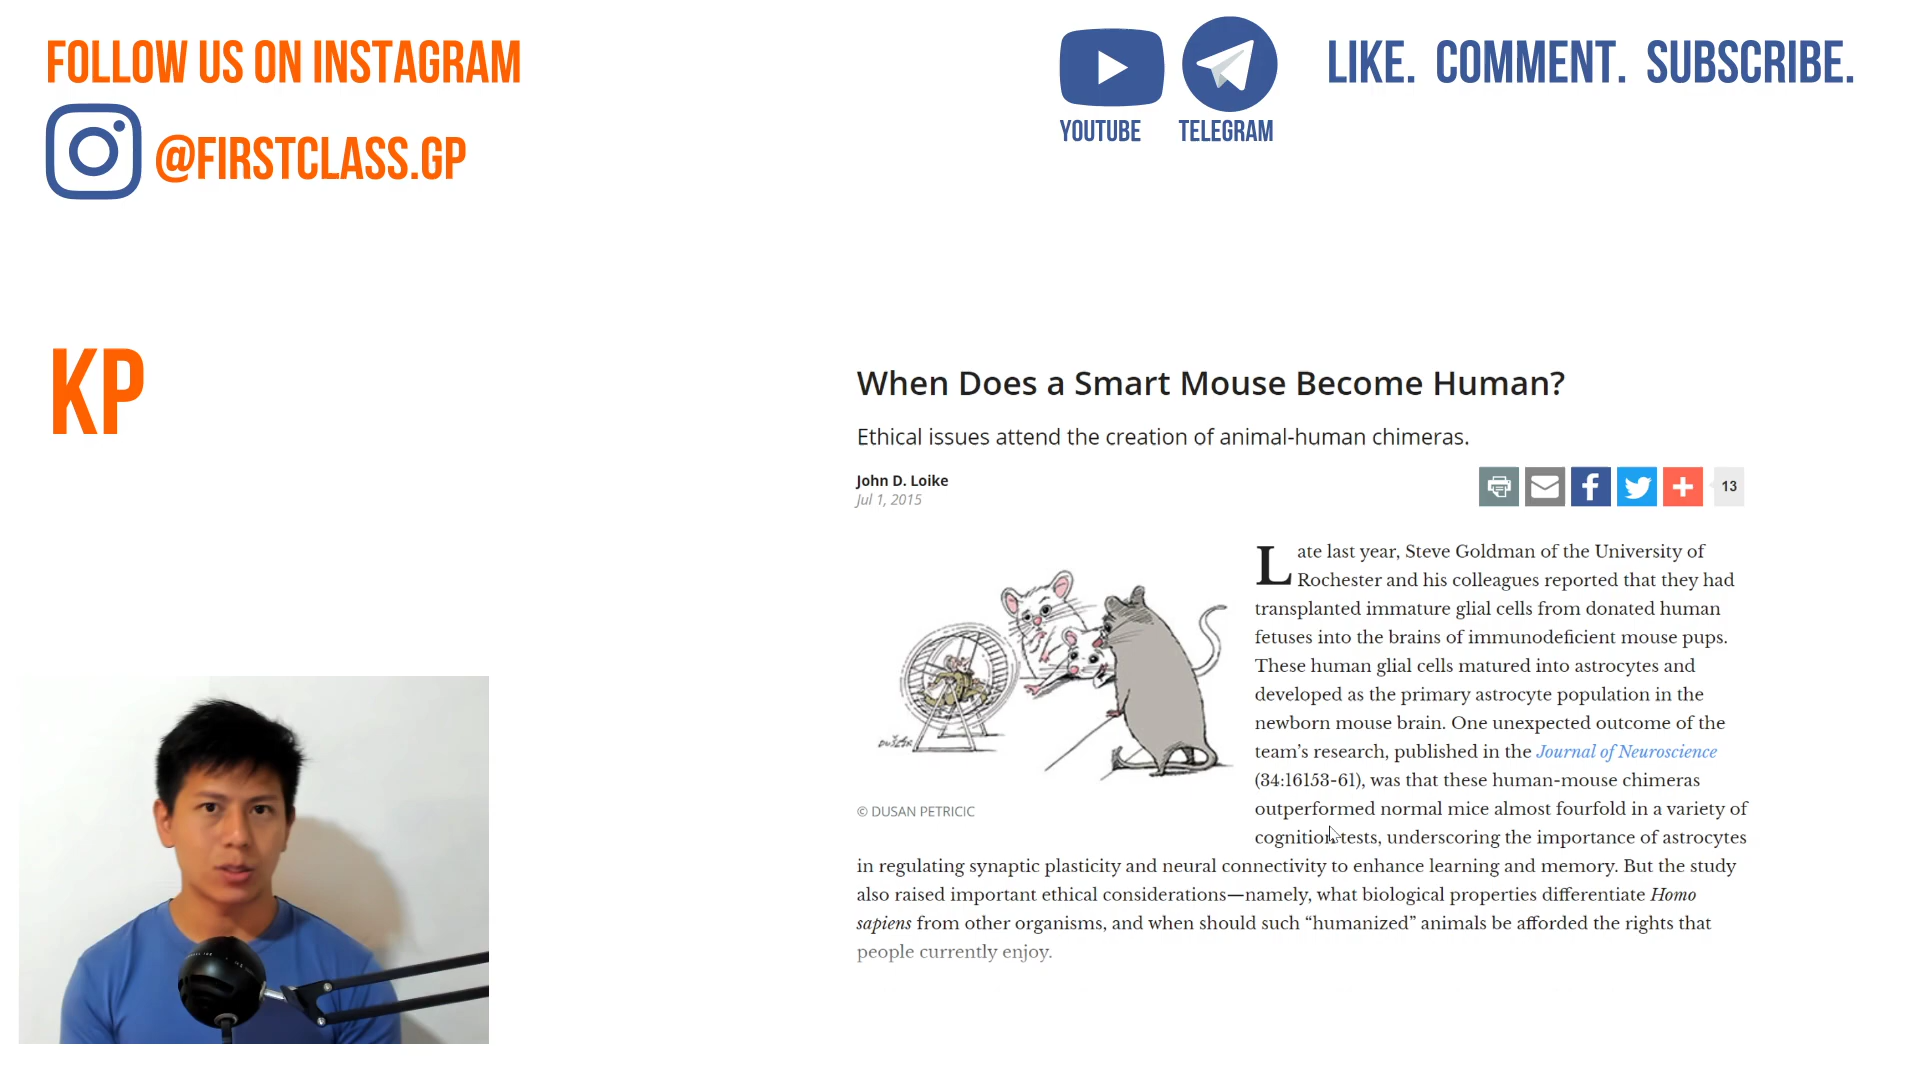 FOLLOW US ON INSTAGRAM
@FIRSTCLASS.GP
YOUTUBE
TELEGRAM
LIKE. COMMENT. SUBSCRIBE.
KP
When Does a Smart Mouse Become Human?
Ethical issues attend the creation of animal-human chimeras.
John D. Loike
Jul 1, 2015
13
Late last year, Steve Goldman of the University of
Rochester and his colleagues reported that they had
transplanted immature glial cells from donated human
fetuses into the brains of immunodeficient mouse pups.
These human glial cells matured into astrocytes and
developed as the primary astrocyte population in the
newborn mouse brain. One unexpected outcome of the
team’s research, published in the Journal of Neuroscience
(34:16153-61), was that these human-mouse chimeras
outperformed normal mice almost fourfold in a variety of
cognition tests, underscoring the importance of astrocytes
in regulating synaptic plasticity and neural connectivity to enhance learning and memory. But the study
also raised important ethical considerations—namely, what biological properties differentiate Homo
sapiens from other organisms, and when should such “humanized” animals be afforded the rights that
people currently enjoy.
© DUSAN PETRICIC